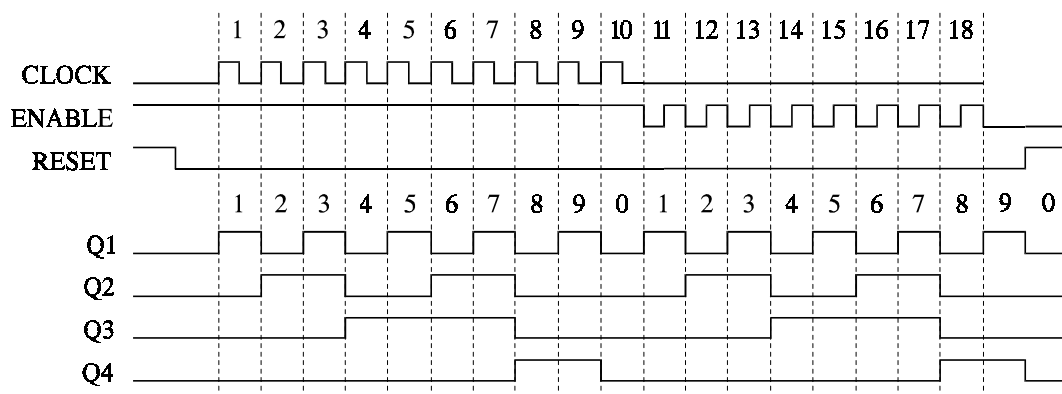 1 2 3 4 5 6 7 8 9 10 11 12 13 14 15 16 17 18
CLOCK
ENABLE
RESET
1 2 3 4 5 6 7 8 9 0 1 2 3 4 5 6 7 8 9 0
Q1
Q2
Q3
Q4